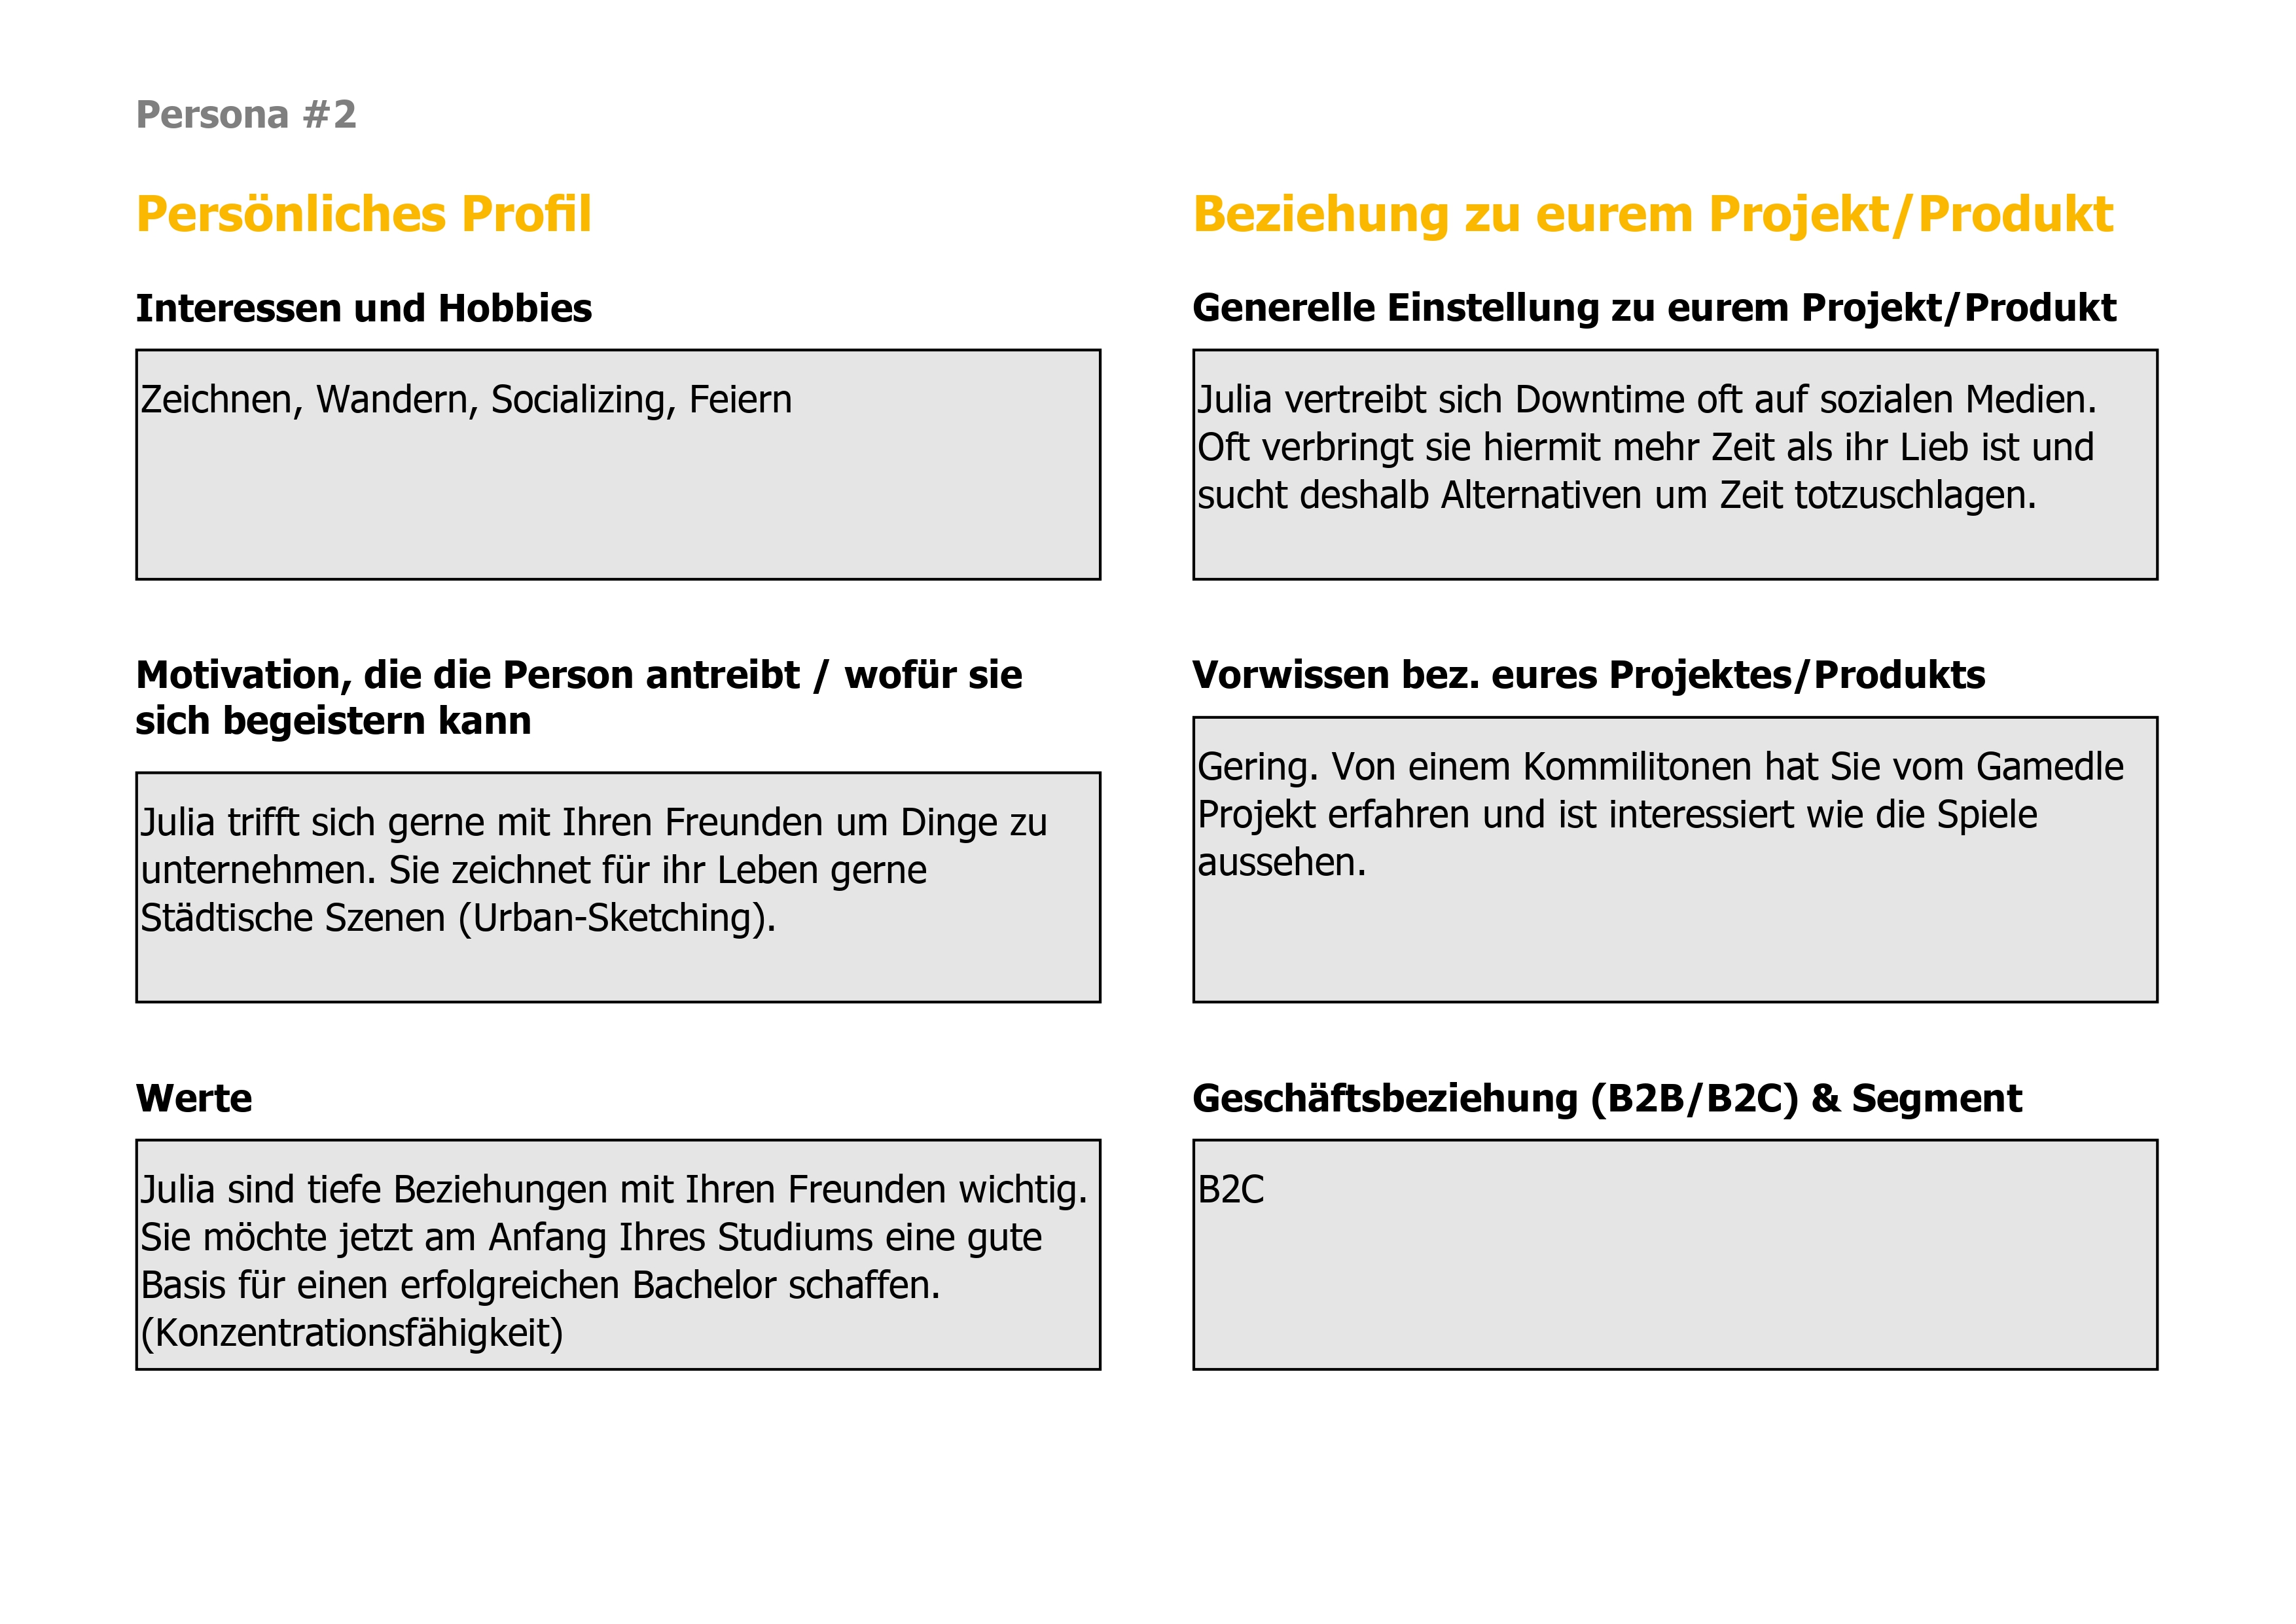 Persona #2
Persönliches Profil
Interessen und Hobbies
Zeichnen, Wandern, Socializing, Feiern
Motivation, die die Person antreibt / wofür sie
sich begeistern kann
Julia trifft sich gerne mit Ihren Freunden um Dinge zu
unternehmen. Sie zeichnet für ihr Leben gerne
Städtische Szenen (Urban-Sketching).
Werte
Julia sind tiefe Beziehungen mit Ihren Freunden wichtig.
Sie möchte jetzt am Anfang Ihres Studiums eine gute
Basis für einen erfolgreichen Bachelor schaffen.
(Konzentrationsfähigkeit)
Beziehung zu eurem Projekt/Produkt
Generelle Einstellung zu eurem Projekt/Produkt
Julia vertreibt sich Downtime oft auf sozialen Medien.
Oft verbringt sie hiermit mehr Zeit als ihr Lieb ist und
sucht deshalb Alternativen um Zeit totzuschlagen.
Vorwissen bez. eures Projektes/Produkts
Gering. Von einem Kommilitonen hat Sie vom Gamedle
Projekt erfahren und ist interessiert wie die Spiele
aussehen.
Geschäftsbeziehung (B2B/B2C) & Segment
B2C